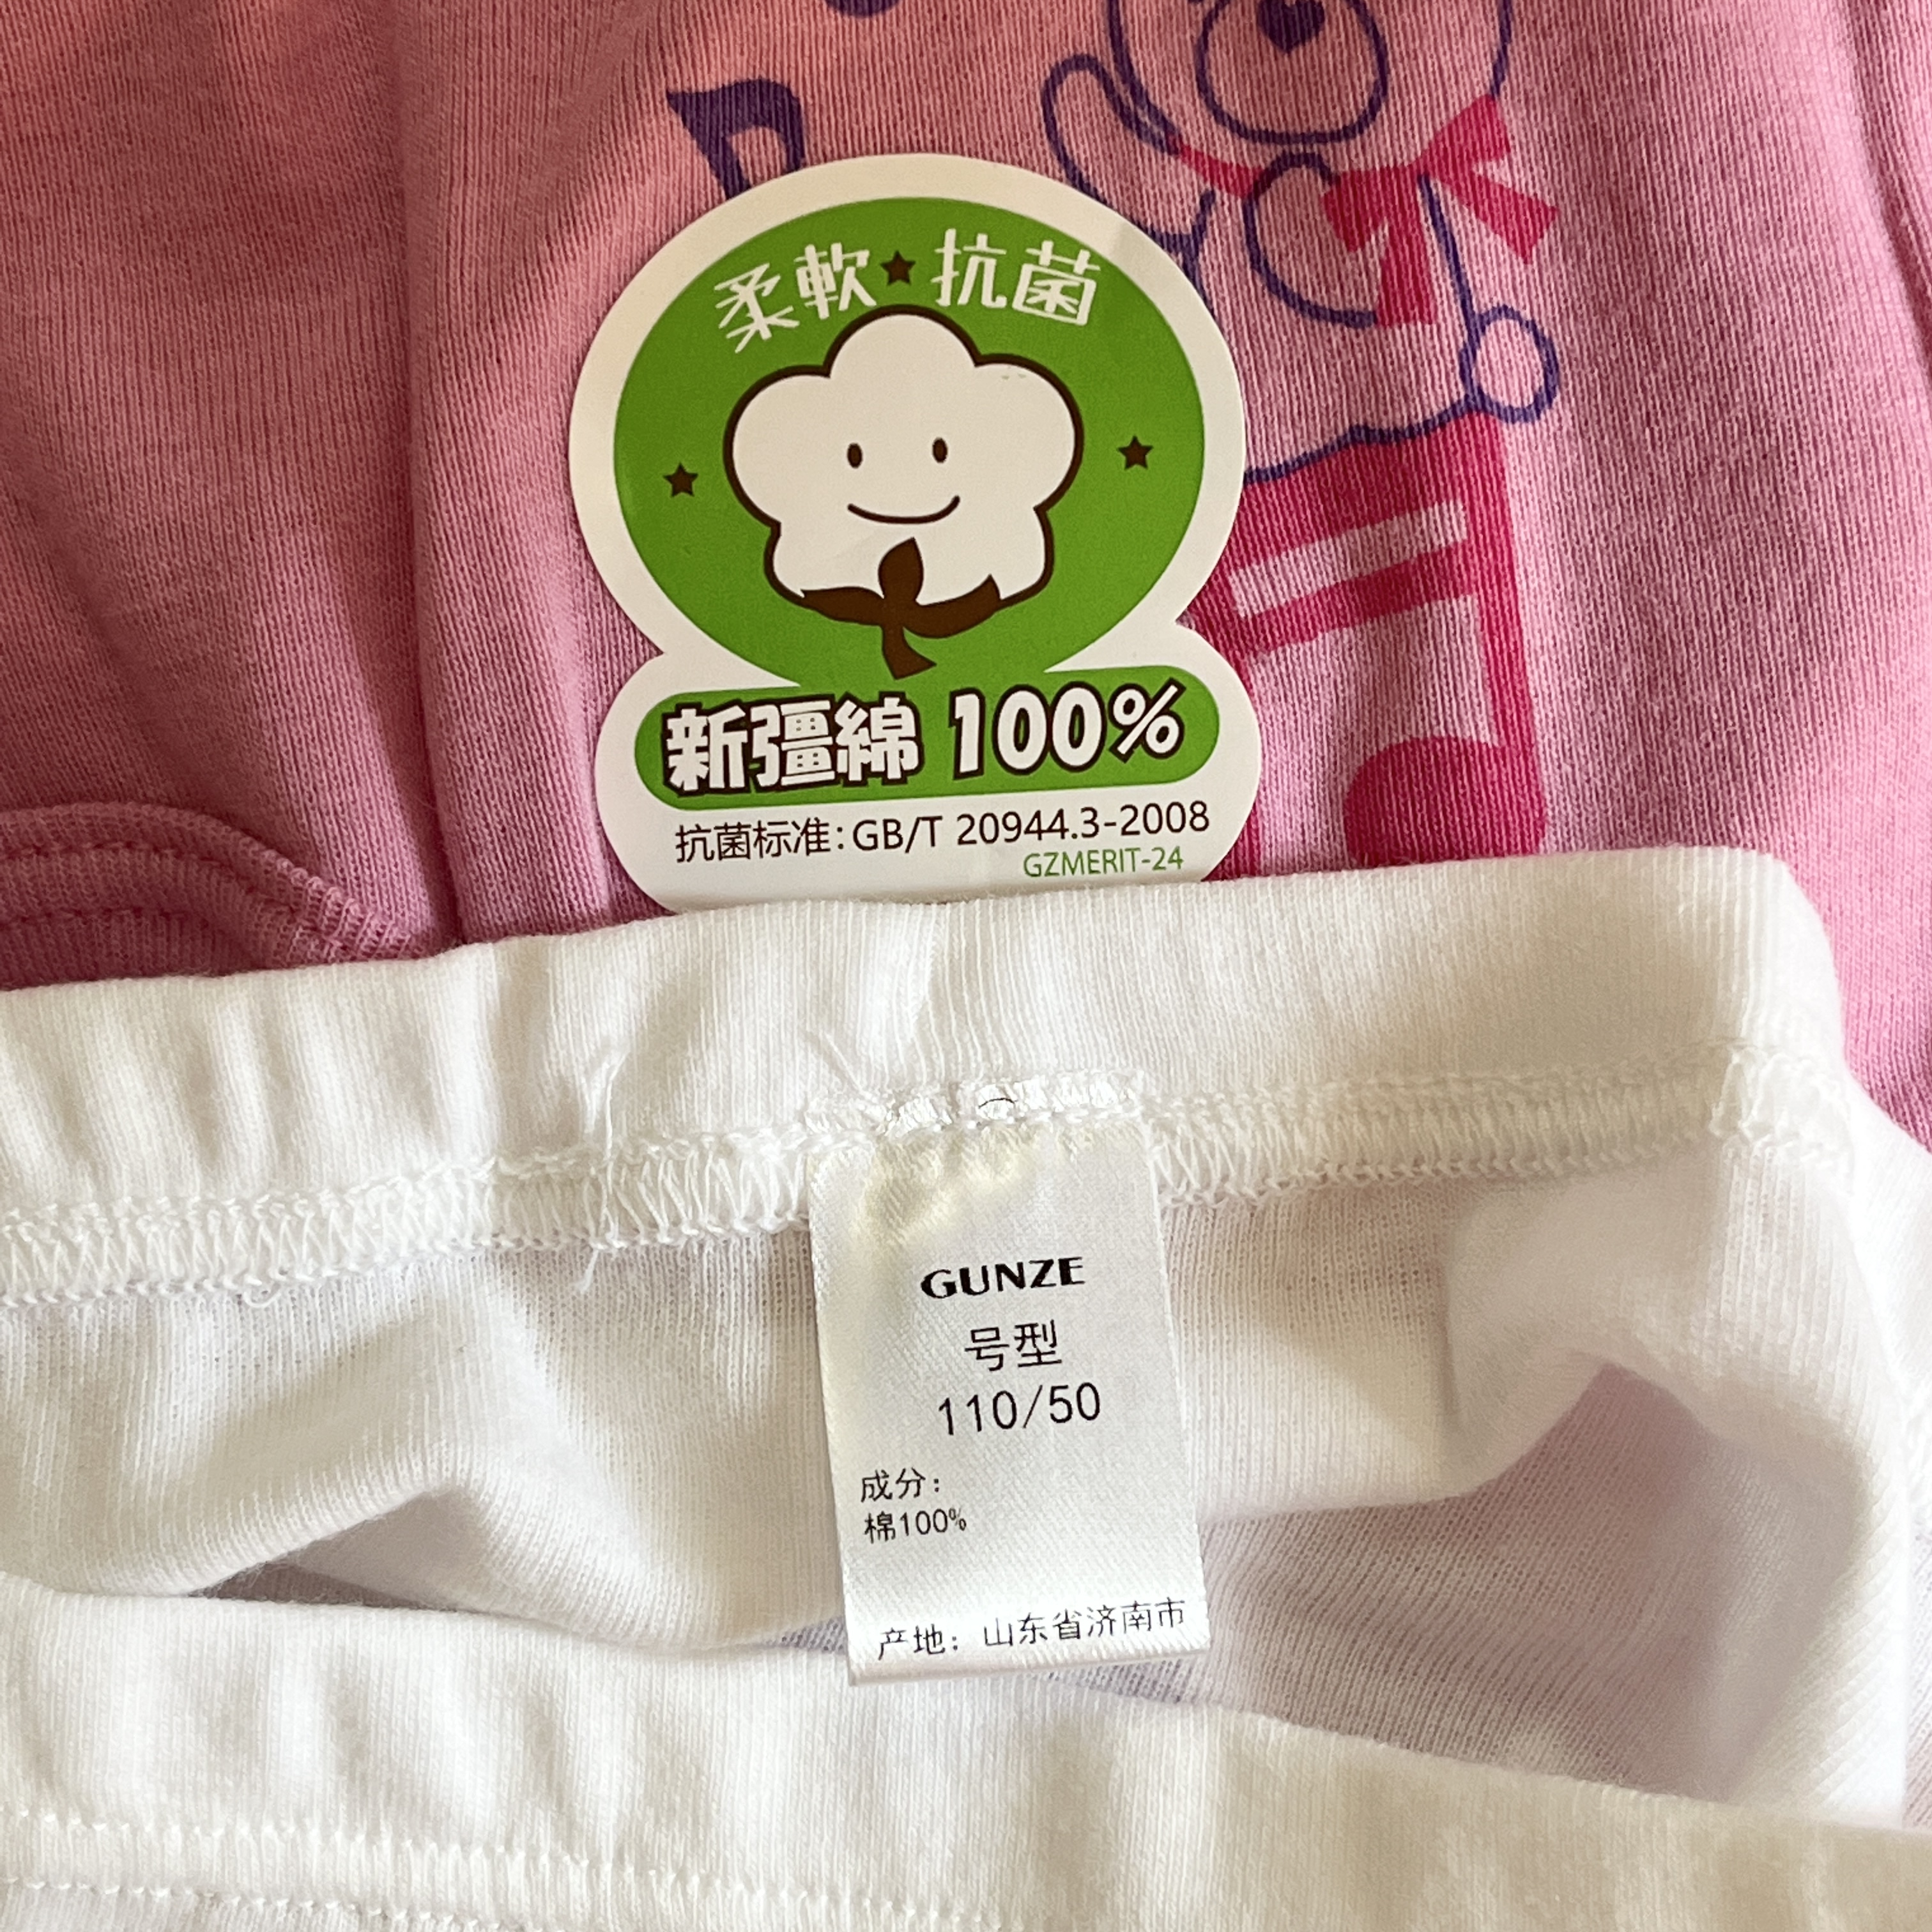 柔軟★抗菌
新疆綿 100%
抗菌标准:GB/T 20944.3-2008
GZMERIT-24
GUNZE
号型
110/50
成分:
棉100%
产地: 山东省济南市